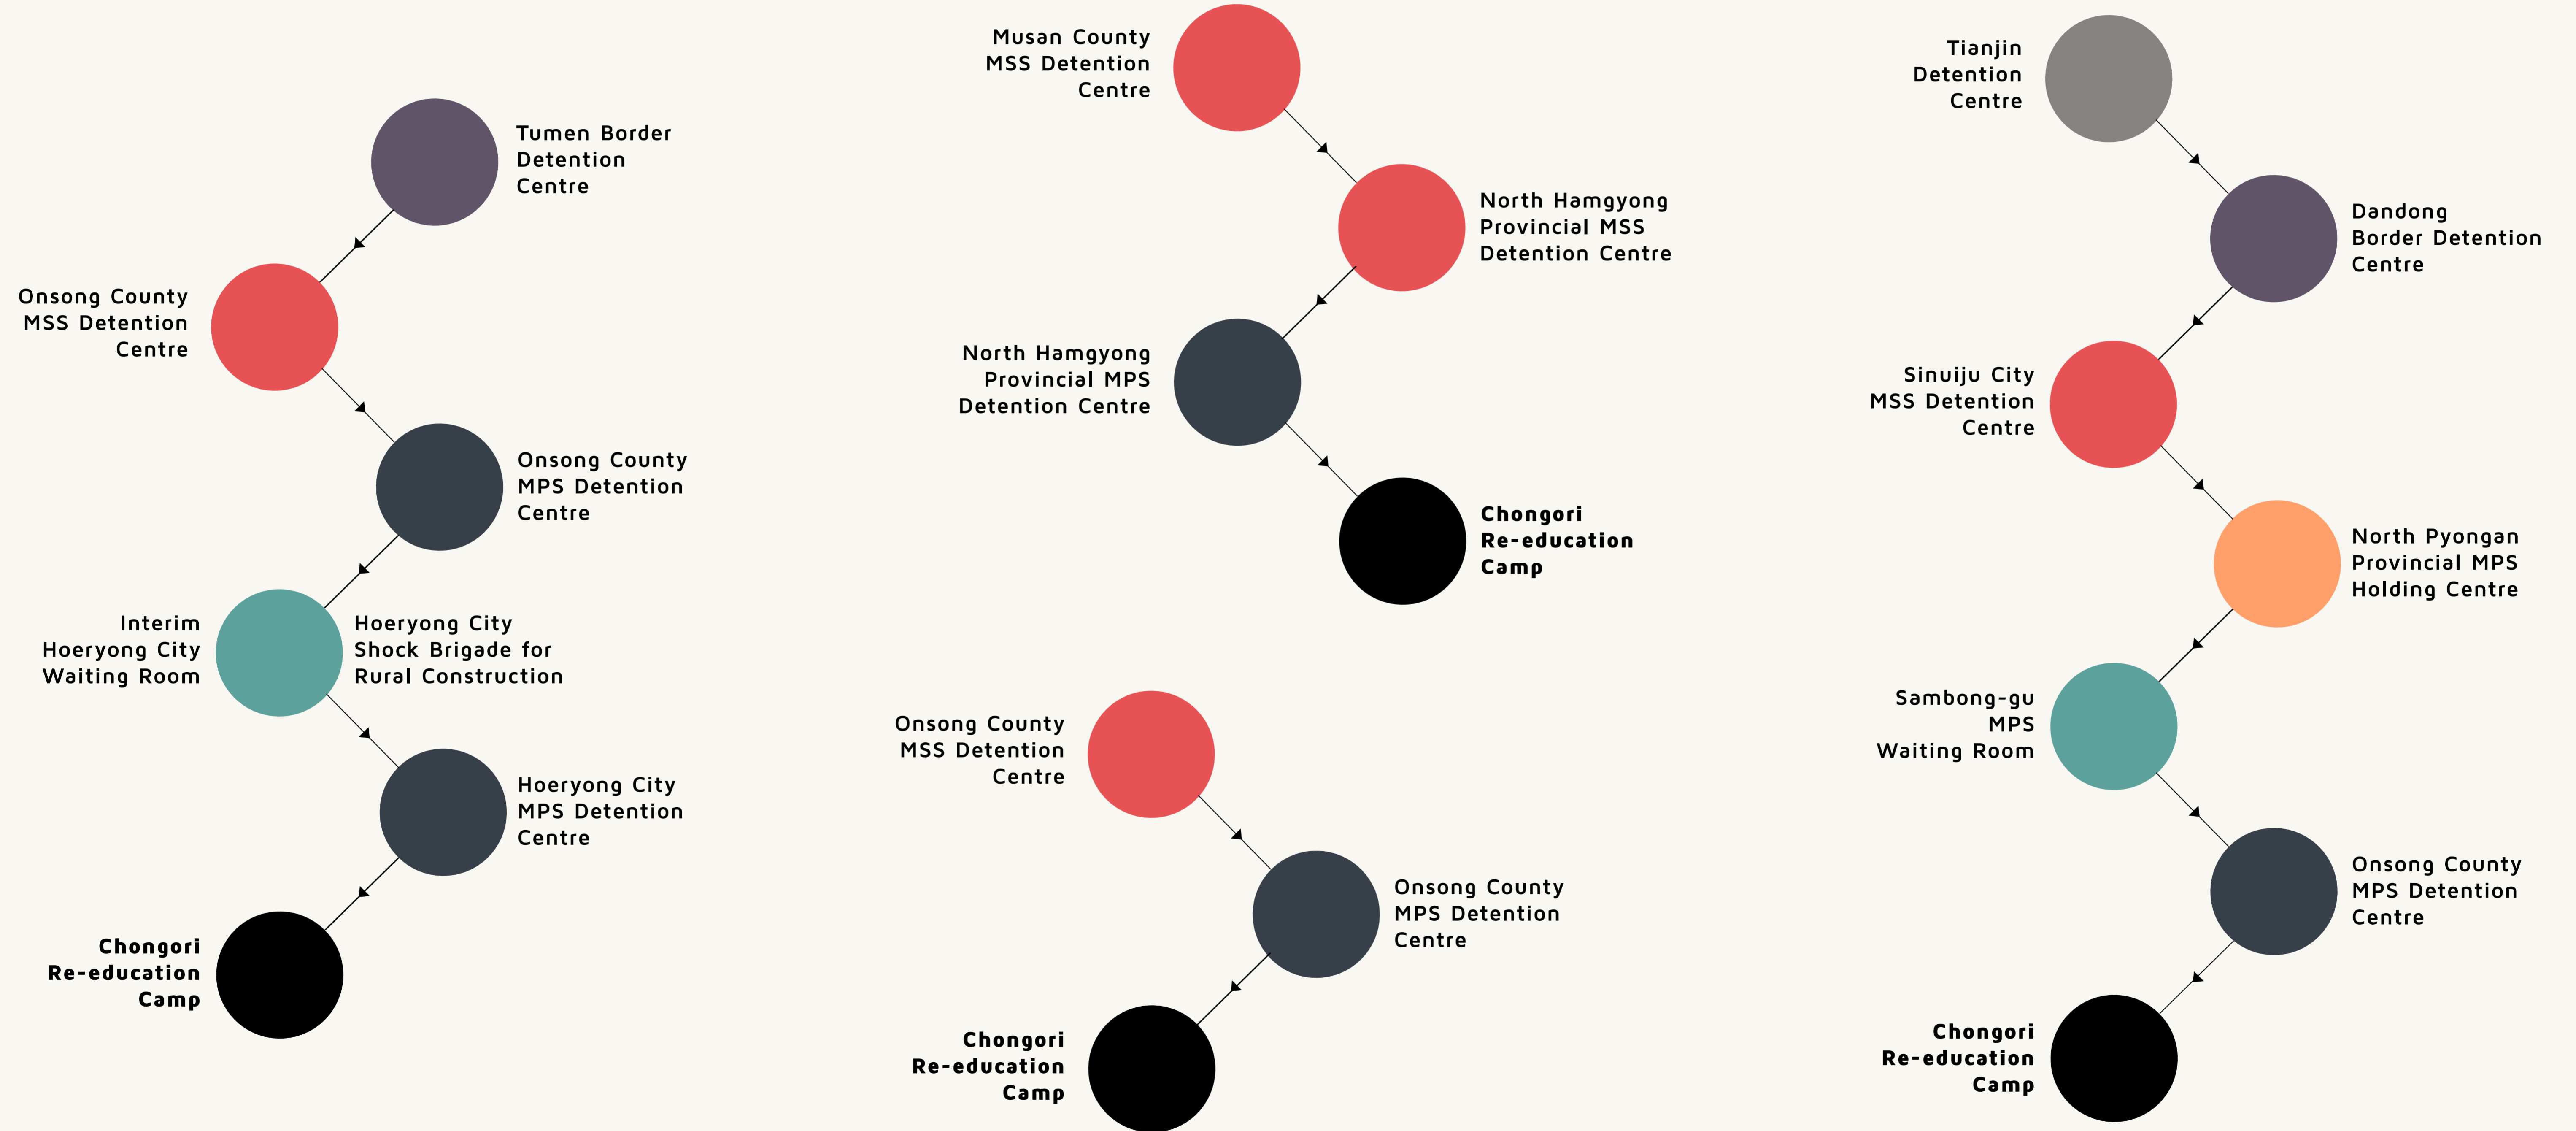 Tumen Border
Detention
Centre
Onsong County
MSS Detention
Centre
Onsong County
MPS Detention
Centre
Interim
Hoeryong City
Waiting Room
Hoeryong City
Shock Brigade for
Rural Construction
Hoeryong City
MPS Detention
Centre
Chongori
Re-education
Camp
Musan County
MSS Detention
Centre
North Hamgyong
Provincial MSS
Detention Centre
North Hamgyong
Provincial MPS
Detention Centre
Chongori
Re-education
Camp
Onsong County
MSS Detention
Centre
Onsong County
MPS Detention
Centre
Chongori
Re-education
Camp
Tianjin
Detention
Centre
Dandong
Border Detention
Centre
Sinuiju City
MSS Detention
Centre
North Pyongan
Provincial MPS
Holding Centre
Sambong-gu
MPS
Waiting Room
Onsong County
MPS Detention
Centre
Chongori
Re-education
Camp